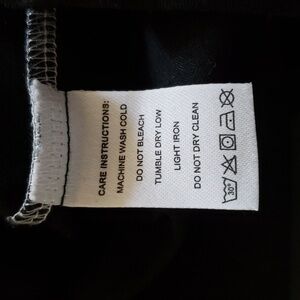 CARE INSTRUCTIONS:
MACHINE WASH COLD
DO NOT BLEACH
TUMBLE DRY LOW
LIGHT IRON
DO NOT DRY CLEAN
30°